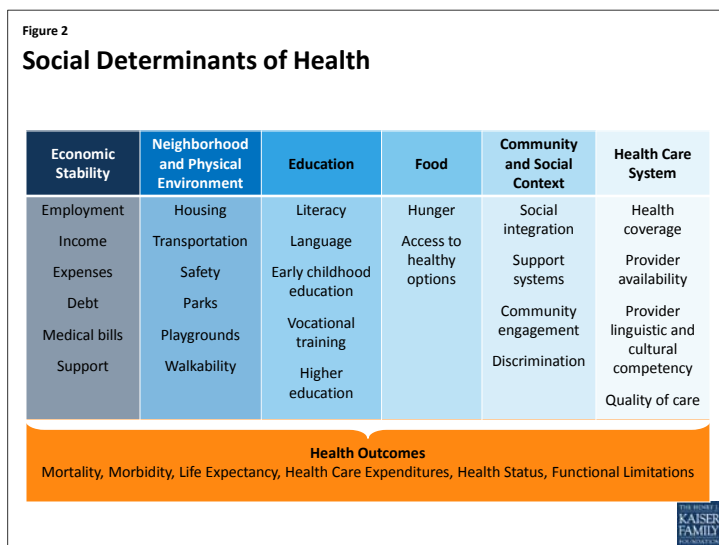 Figure 2
Social Determinants of Health
Economic
Stability
Neighborhood
and Physical
Environment
Education
Food
Community
and Social
Context
Health Care
System
Employment
Income
Expenses
Debt
Medical bills
Support
Housing
Transportation
Safety
Parks
Playgrounds
Walkability
Literacy
Language
Early childhood
education
Vocational
training
Higher
education
Hunger
Access to
healthy
options
Social
integration
Support
systems
Community
engagement
Discrimination
Health
coverage
Provider
availability
Provider
linguistic and
cultural
competency
Quality of care
Health Outcomes
Mortality, Morbidity, Life Expectancy, Health Care Expenditures, Health Status, Functional Limitations
THE HENRY J.
KAISER
FAMILY
FOUNDATION